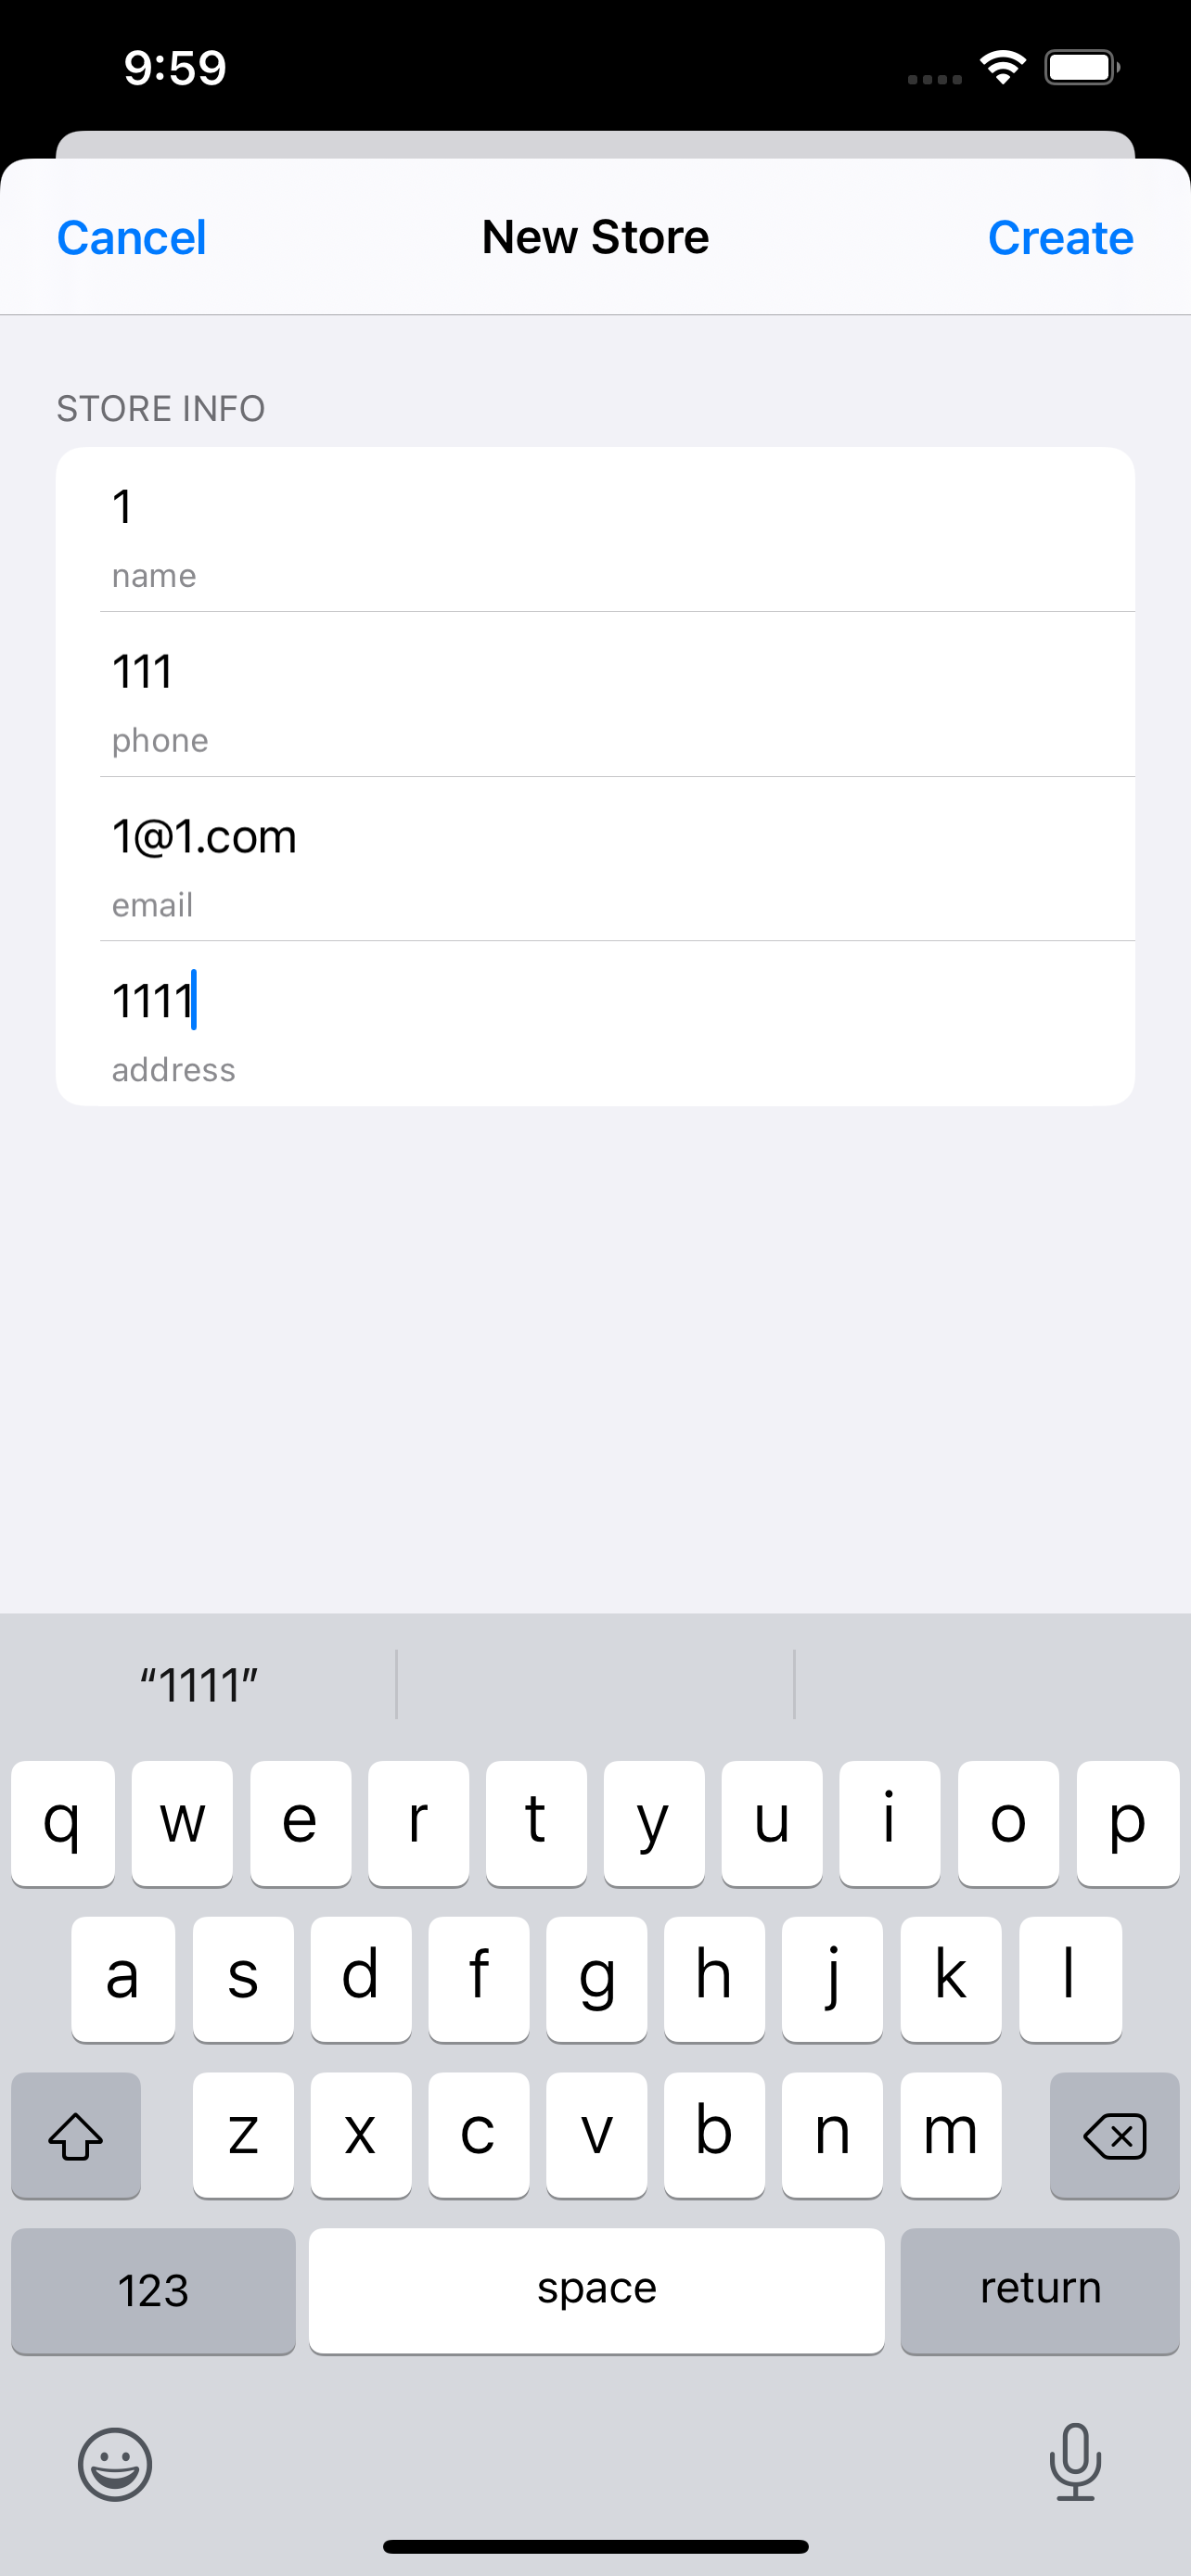 9:59
Cancel New Store Create
STORE INFO
1
name
111
phone
1@1.com
email
1111
address
“1111”
q w e r t y u i o p
a s d f g h j k l
z x c v b n m
123 space return